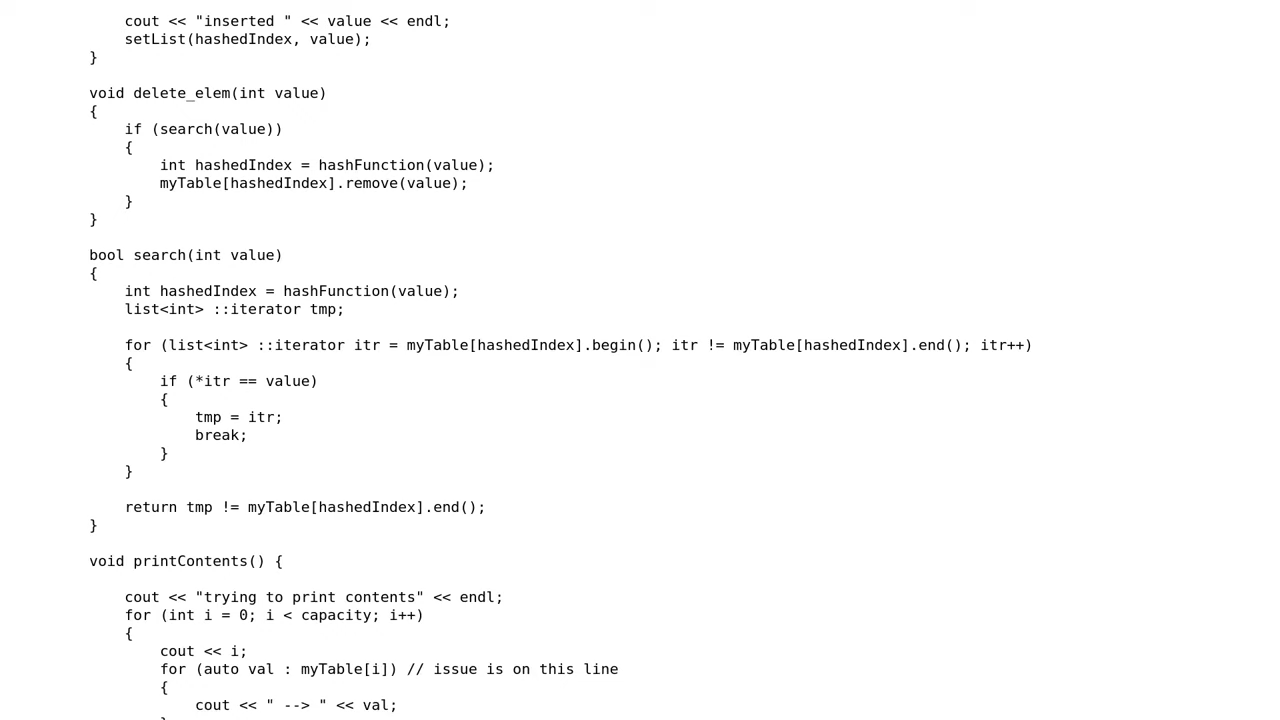 cout << "inserted " << value << endl;
setList(hashedIndex, value);
}
void delete_elem(int value)
{
if (search(value))
{
int hashedIndex = hashFunction(value);
myTable[hashedIndex].remove(value);
}
}
bool search(int value)
{
int hashedIndex = hashFunction(value);
list<int> ::iterator tmp;
for (list<int> ::iterator itr = myTable[hashedIndex].begin(); itr != myTable[hashedIndex].end(); itr++)
{
if (*itr == value)
{
tmp = itr;
break;
}
}
return tmp != myTable[hashedIndex].end();
}
void printContents() {
cout << "trying to print contents" << endl;
for (int i = 0; i < capacity; i++)
{
cout << i;
for (auto val : myTable[i]) // issue is on this line
{
cout << " --> " << val;
}